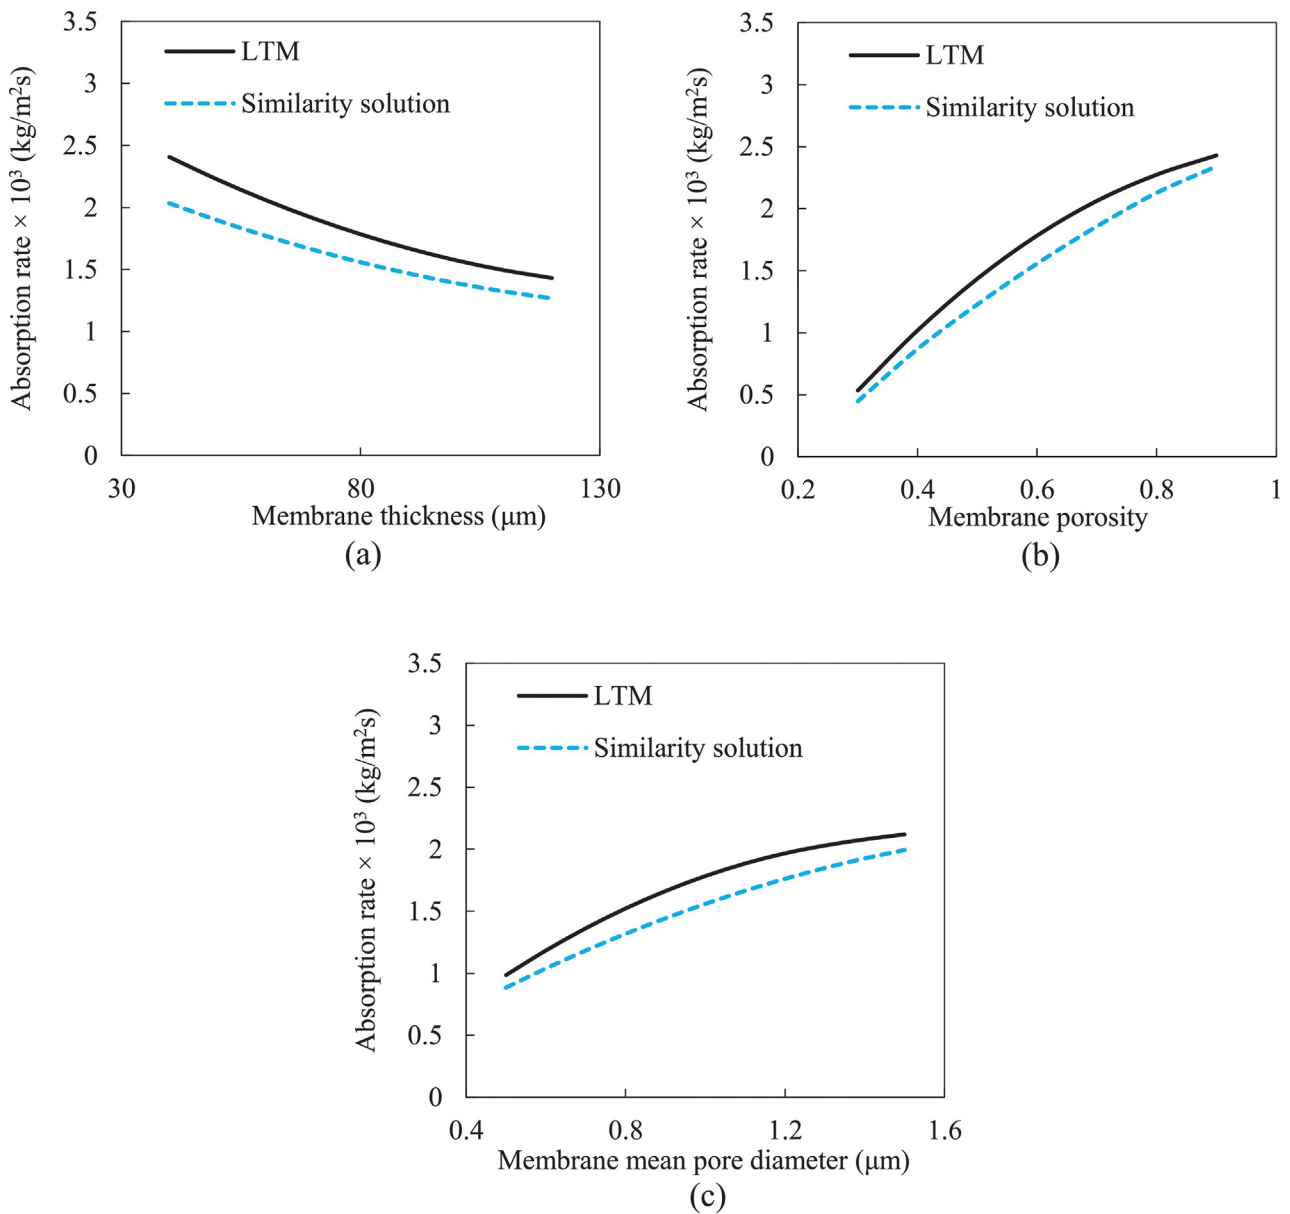 3.5
3
2.5
2
1.5
1
0.5
0
Absorption rate × 10³ (kg/m²s)
LTM
Similarity solution
30 80 130
Membrane thickness (μm)
(a)
3.5
3
2.5
2
1.5
1
0.5
0
Absorption rate × 10³ (kg/m²s)
LTM
Similarity solution
0.2 0.4 0.6 0.8 1
Membrane porosity
(b)
3.5
3
2.5
2
1.5
1
0.5
0
Absorption rate × 10³ (kg/m²s)
LTM
Similarity solution
0.4 0.8 1.2 1.6
Membrane mean pore diameter (μm)
(c)